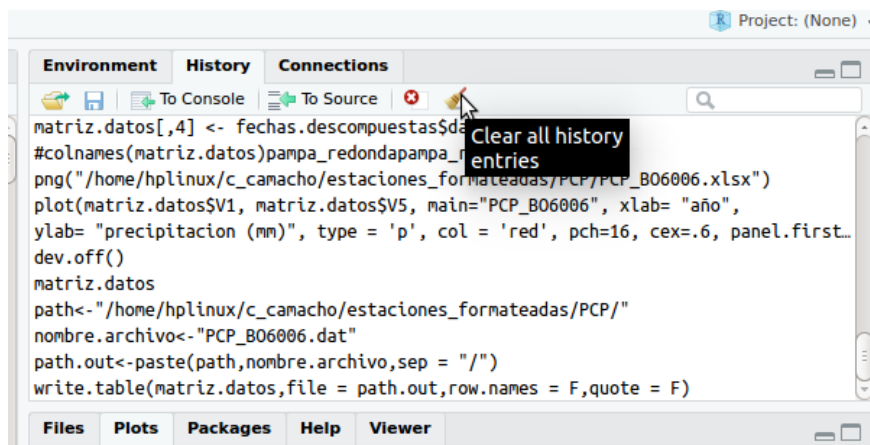 Project: (None)
Environment History Connections
To Console To Source
matriz.datos[,4] <- fechas.descompuestas$da
Clear all history
entries
#colnames(matriz.datos)pampa_redondapampa_r
png("/home/hplinux/c_camacho/estaciones_formateadas/PCP/PCP_BO6006.xlsx")
plot(matriz.datos$V1, matriz.datos$V5, main="PCP_BO6006", xlab= "año",
ylab= "precipitacion (mm)", type = 'p', col = 'red', pch=16, cex=.6, panel.first…
dev.off()
matriz.datos
path<-"/home/hplinux/c_camacho/estaciones_formateadas/PCP/"
nombre.archivo<-"PCP_BO6006.dat"
path.out<-paste(path,nombre.archivo,sep = "/")
write.table(matriz.datos,file = path.out,row.names = F,quote = F)
Files Plots Packages Help Viewer